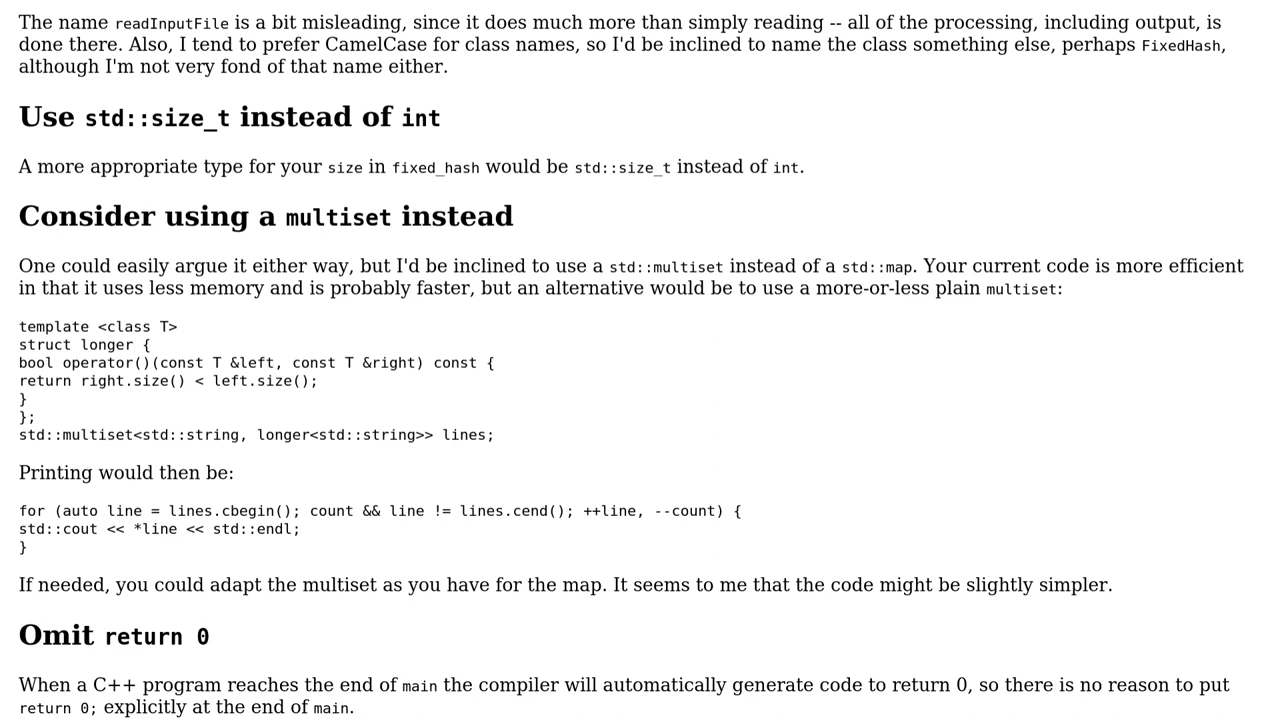 The name readInputFile is a bit misleading, since it does much more than simply reading -- all of the processing, including output, is
done there. Also, I tend to prefer CamelCase for class names, so I'd be inclined to name the class something else, perhaps FixedHash,
although I'm not very fond of that name either.
Use std::size_t instead of int
A more appropriate type for your size in fixed_hash would be std::size_t instead of int.
Consider using a multiset instead
One could easily argue it either way, but I'd be inclined to use a std::multiset instead of a std::map. Your current code is more efficient
in that it uses less memory and is probably faster, but an alternative would be to use a more-or-less plain multiset:
template <class T>
struct longer {
bool operator()(const T &left, const T &right) const {
return right.size() < left.size();
}
};
std::multiset<std::string, longer<std::string>> lines;
Printing would then be:
for (auto line = lines.cbegin(); count && line != lines.cend(); ++line, --count) {
std::cout << *line << std::endl;
}
If needed, you could adapt the multiset as you have for the map. It seems to me that the code might be slightly simpler.
Omit return 0
When a C++ program reaches the end of main the compiler will automatically generate code to return 0, so there is no reason to put
return 0; explicitly at the end of main.